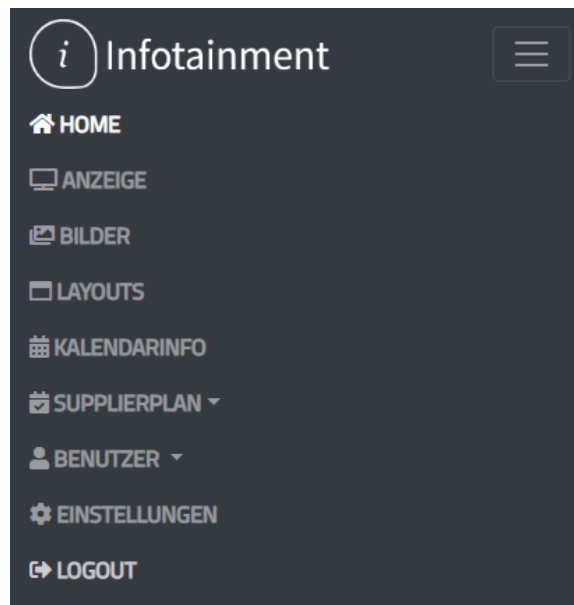 i Infotainment
HOME
ANZEIGE
BILDER
LAYOUTS
KALENDARINFO
SUPPLIERPLAN
BENUTZER
EINSTELLUNGEN
LOGOUT